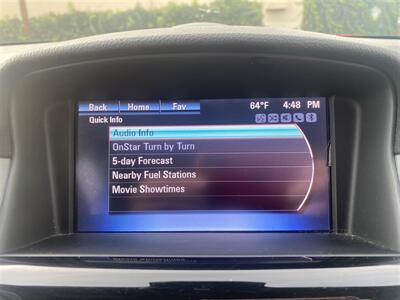 Back Home Fav 64°F 4:48 PM
Quick Info
Audio Info
OnStar Turn by Turn
5-day Forecast
Nearby Fuel Stations
Movie Showtimes